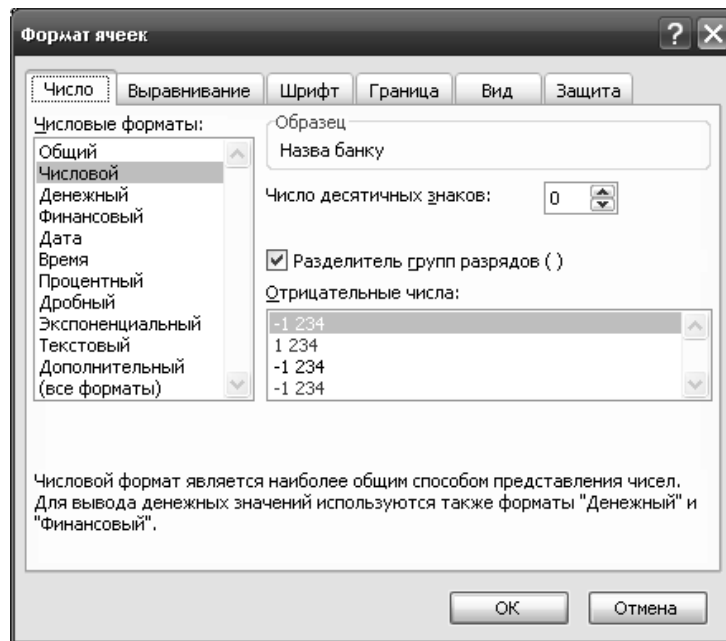 Формат ячеек
Число Выравнивание Шрифт Граница Вид Защита
Числовые форматы:
Общий
Числовой
Денежный
Финансовый
Дата
Время
Процентный
Дробный
Экспоненциальный
Текстовый
Дополнительный
(все форматы)
Образец
Назва банку
Число десятичных знаков: 0
Разделитель групп разрядов ( )
Отрицательные числа:
-1 234
1 234
-1 234
-1 234
Числовой формат является наиболее общим способом представления чисел.
Для вывода денежных значений используются также форматы "Денежный" и
"Финансовый".
ОК Отмена